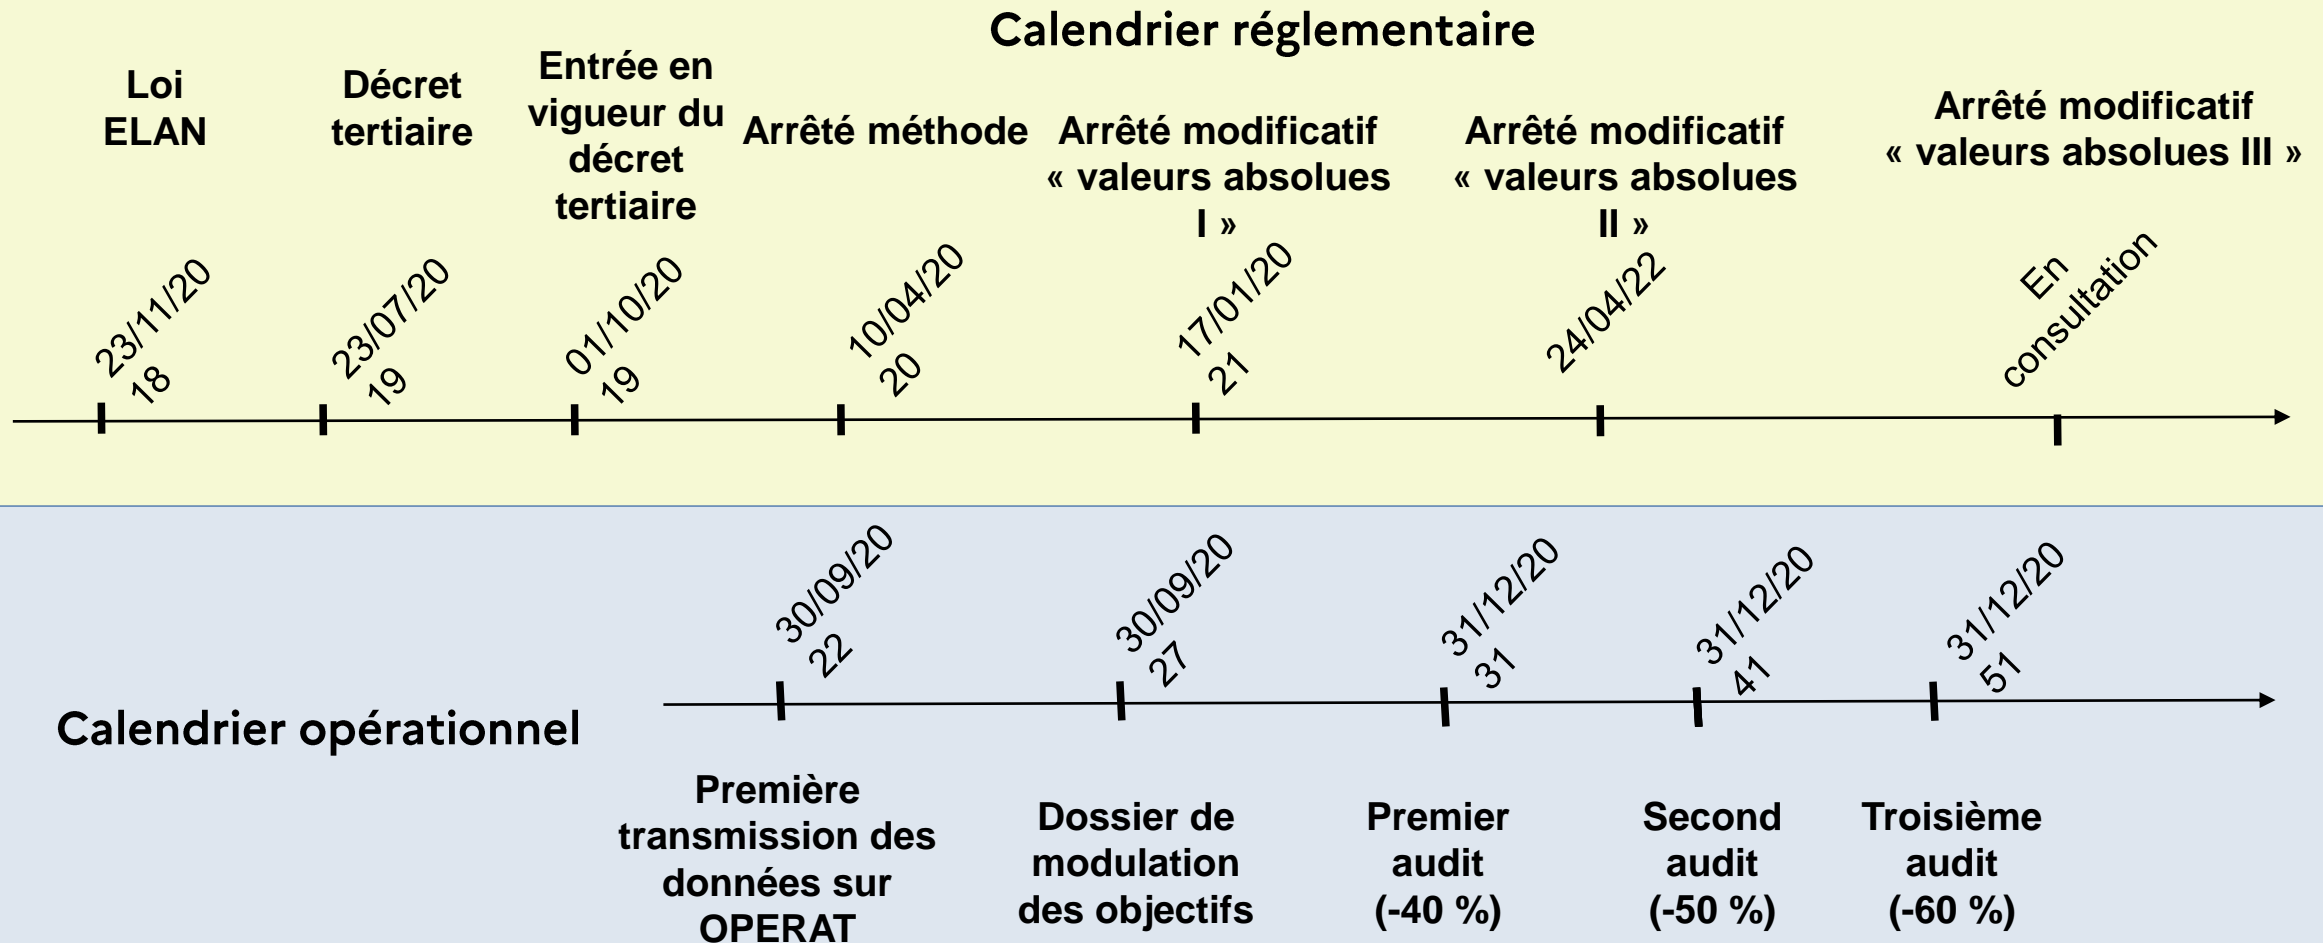 Calendrier réglementaire
Loi
ELAN
Décret
tertiaire
Entrée en
vigueur du
décret
tertiaire
Arrêté méthode
Arrêté modificatif
« valeurs absolues
I »
Arrêté modificatif
« valeurs absolues
II »
Arrêté modificatif
« valeurs absolues III »
23/11/20
18
23/07/20
19
01/10/20
19
10/04/20
20
17/01/20
21
24/04/22
En
consultation
Calendrier opérationnel
30/09/20
22
30/09/20
27
31/12/20
31
31/12/20
41
31/12/20
51
Première
transmission des
données sur
OPERAT
Dossier de
modulation
des objectifs
Premier
audit
(-40 %)
Second
audit
(-50 %)
Troisième
audit
(-60 %)